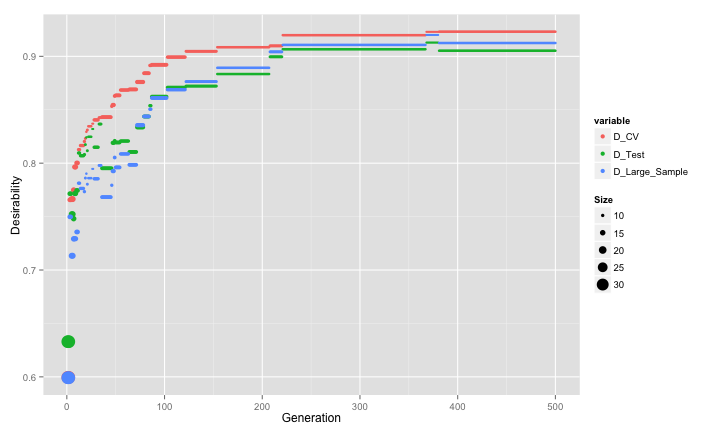 0.9
0.8
0.7
0.6
Desirability
0 100 200 300 400 500
Generation
variable
D_CV
D_Test
D_Large_Sample
Size
10
15
20
25
30